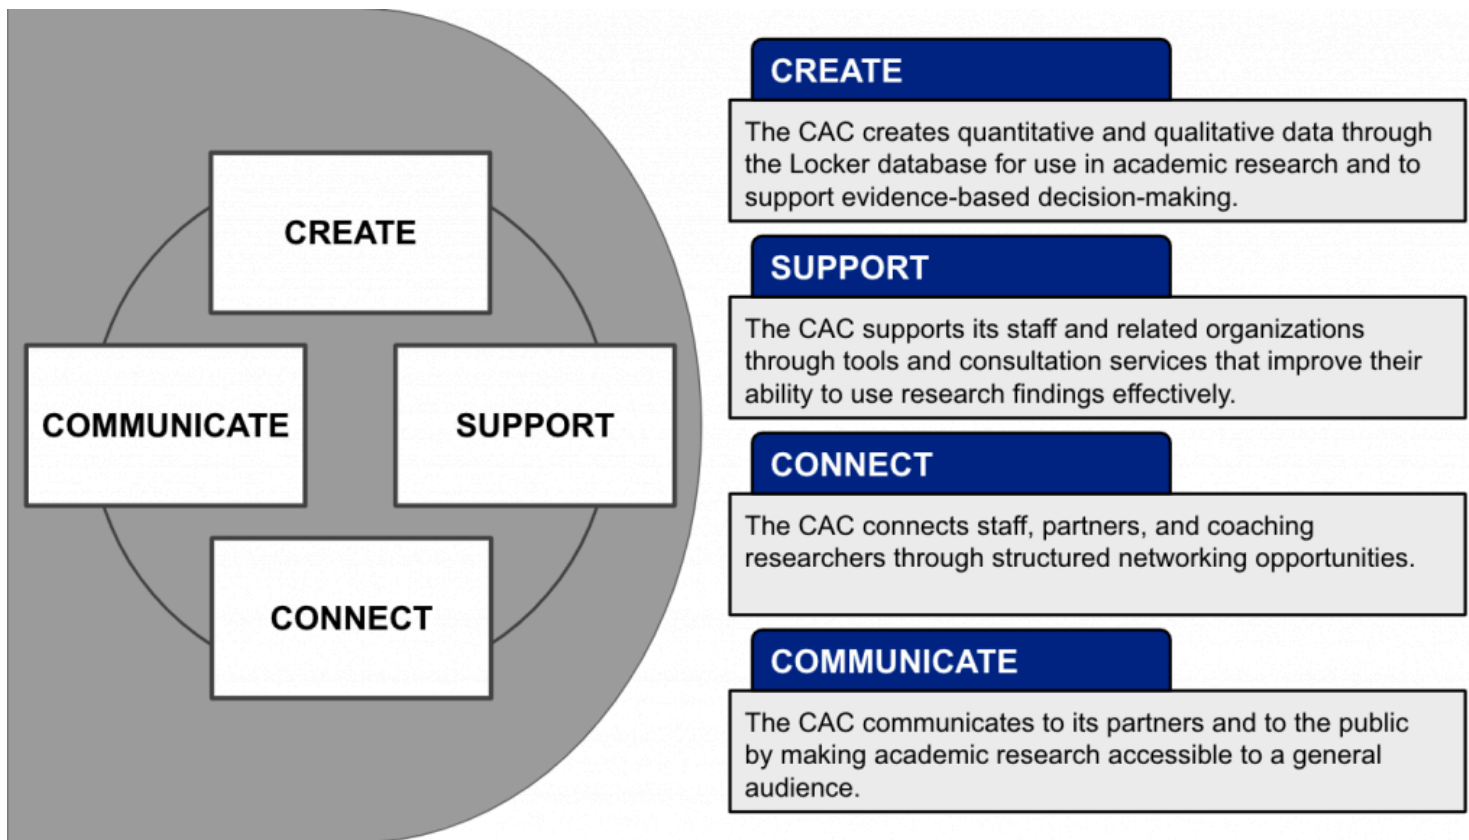 CREATE
COMMUNICATE
SUPPORT
CONNECT
CREATE
The CAC creates quantitative and qualitative data through
the Locker database for use in academic research and to
support evidence-based decision-making.
SUPPORT
The CAC supports its staff and related organizations
through tools and consultation services that improve their
ability to use research findings effectively.
CONNECT
The CAC connects staff, partners, and coaching
researchers through structured networking opportunities.
COMMUNICATE
The CAC communicates to its partners and to the public
by making academic research accessible to a general
audience.